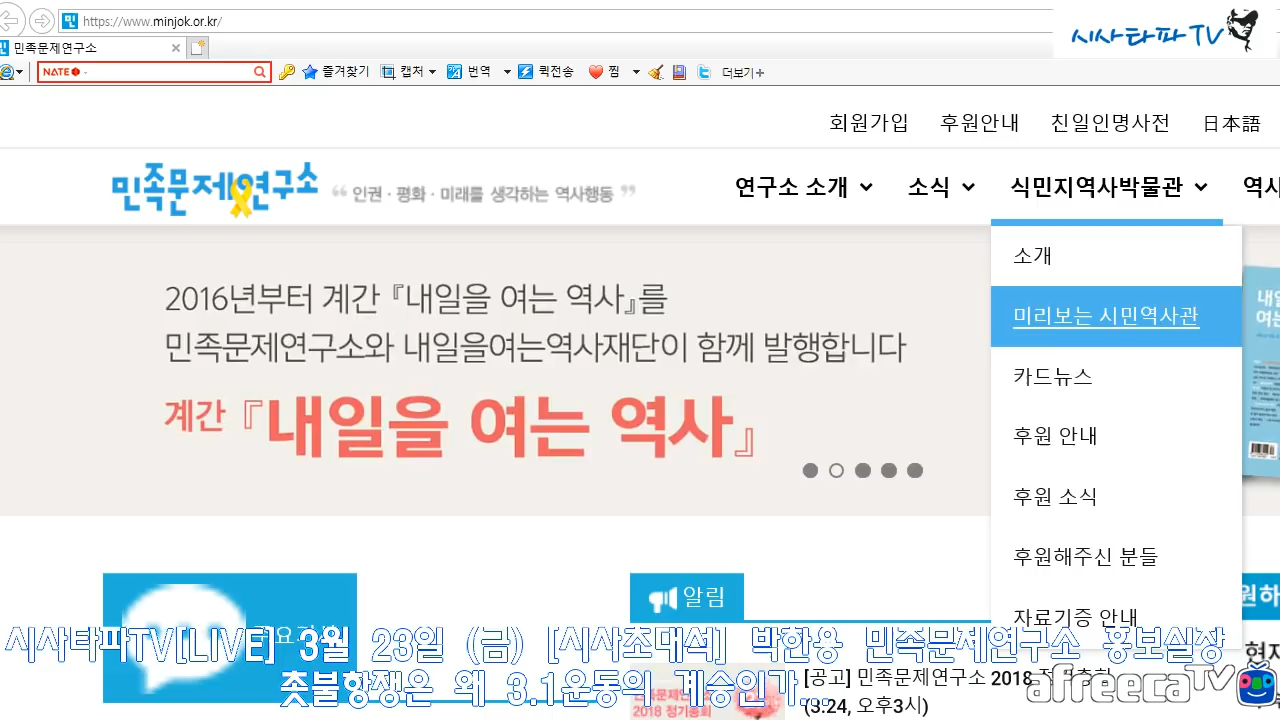 https://www.minjok.or.kr/
시사타파TV
민족문제연구소
NATE
즐겨찾기 캡처 번역 퀵전송 찜 더보기+
회원가입 후원안내 친일인명사전 日本語
민족문제연구소
“ 인권·평화·미래를 생각하는 역사행동 ”
연구소 소개 소식 식민지역사박물관
소개
미리보는 시민역사관
카드뉴스
후원 안내
후원 소식
후원해주신 분들
자료기증 안내
2016년부터 계간 『내일을 여는 역사』를
민족문제연구소와 내일을여는역사재단이 함께 발행합니다
계간 『내일을 여는 역사』
알림
시사타파TV[LIVE] 3월 23일 (금) [시사초대석] 박한용 민족문제연구소 홍보실장
촛불항쟁은 왜 3.1운동의 계승인가...
[공고] 민족문제연구소 2018
(3.24, 오후3시)
2018 정기총회
afreecaTV